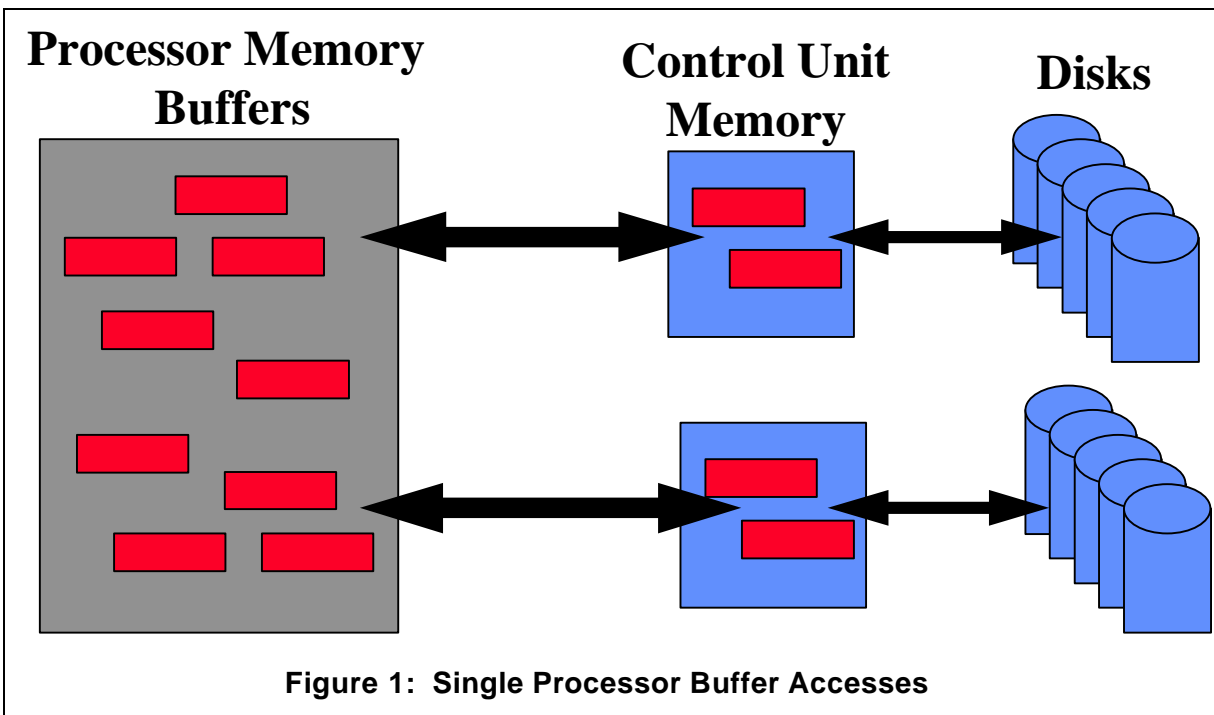 Processor Memory
Buffers
Control Unit
Memory
Disks
Figure 1: Single Processor Buffer Accesses